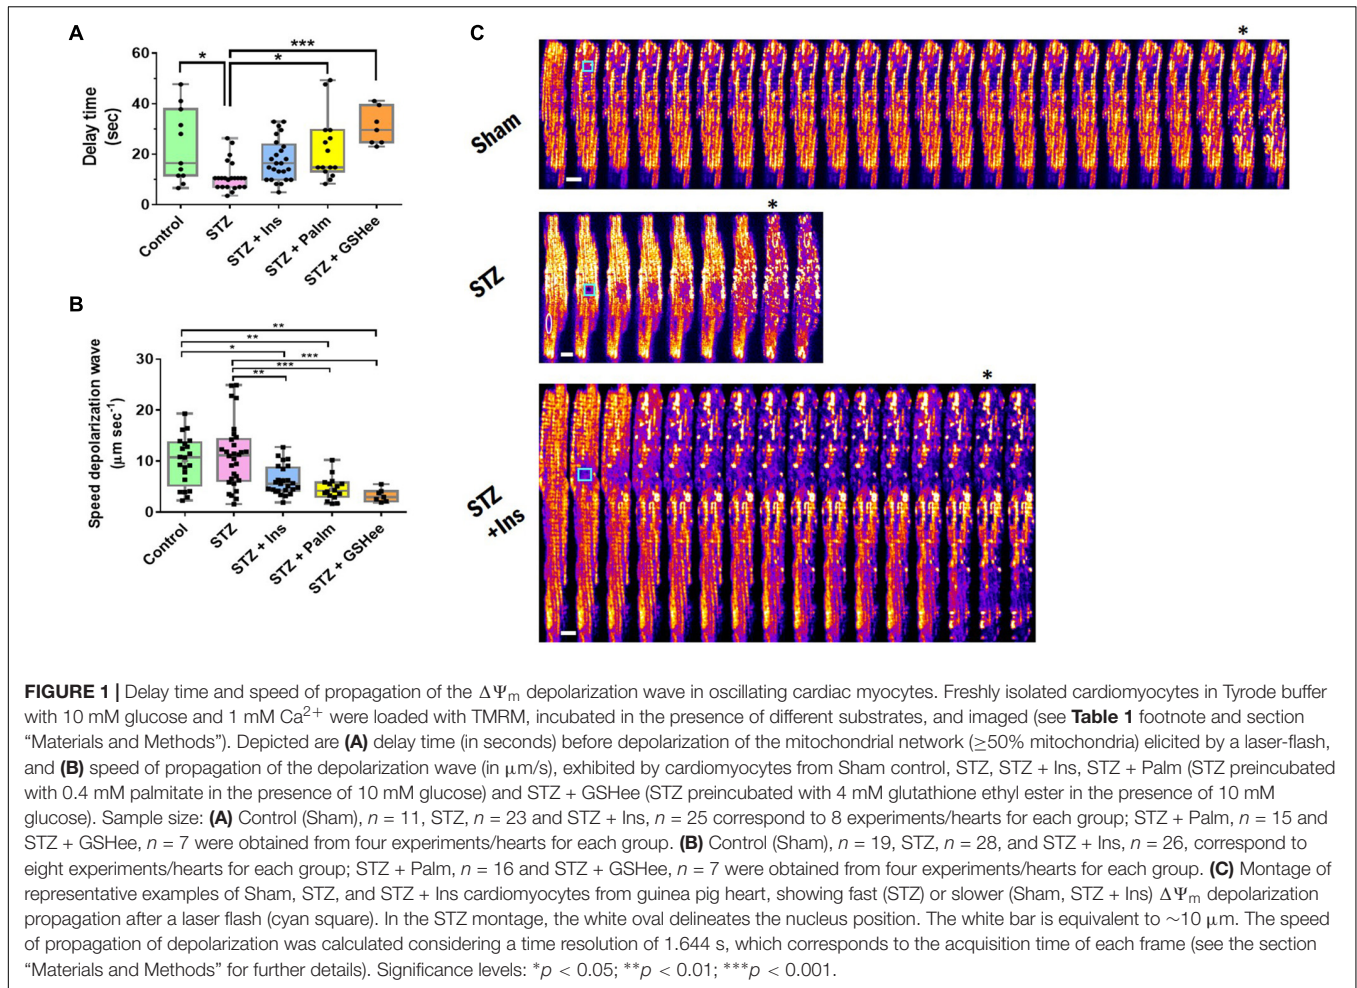 A
Delay time
(sec)
60
40
20
0
*
***
*
Control
STZ
STZ + Ins
STZ + Palm
STZ + GSHee
B
Speed depolarization wave
(μm sec⁻¹)
30
20
10
0
**
**
*
***
***
**
Control
STZ
STZ + Ins
STZ + Palm
STZ + GSHee
C
*
Sham
*
STZ
*
STZ
+Ins
FIGURE 1 | Delay time and speed of propagation of the ΔΨm depolarization wave in oscillating cardiac myocytes. Freshly isolated cardiomyocytes in Tyrode buffer
with 10 mM glucose and 1 mM Ca²⁺ were loaded with TMRM, incubated in the presence of different substrates, and imaged (see Table 1 footnote and section
“Materials and Methods”). Depicted are (A) delay time (in seconds) before depolarization of the mitochondrial network (≥50% mitochondria) elicited by a laser-flash,
and (B) speed of propagation of the depolarization wave (in μm/s), exhibited by cardiomyocytes from Sham control, STZ, STZ + Ins, STZ + Palm (STZ preincubated
with 0.4 mM palmitate in the presence of 10 mM glucose) and STZ + GSHee (STZ preincubated with 4 mM glutathione ethyl ester in the presence of 10 mM
glucose). Sample size: (A) Control (Sham), n = 11, STZ, n = 23 and STZ + Ins, n = 25 correspond to 8 experiments/hearts for each group; STZ + Palm, n = 15 and
STZ + GSHee, n = 7 were obtained from four experiments/hearts for each group. (B) Control (Sham), n = 19, STZ, n = 28, and STZ + Ins, n = 26, correspond to
eight experiments/hearts for each group; STZ + Palm, n = 16 and STZ + GSHee, n = 7 were obtained from four experiments/hearts for each group. (C) Montage of
representative examples of Sham, STZ, and STZ + Ins cardiomyocytes from guinea pig heart, showing fast (STZ) or slower (Sham, STZ + Ins) ΔΨm depolarization
propagation after a laser flash (cyan square). In the STZ montage, the white oval delineates the nucleus position. The white bar is equivalent to ∼10 μm. The speed
of propagation of depolarization was calculated considering a time resolution of 1.644 s, which corresponds to the acquisition time of each frame (see the section
“Materials and Methods” for further details). Significance levels: *p < 0.05; **p < 0.01; ***p < 0.001.